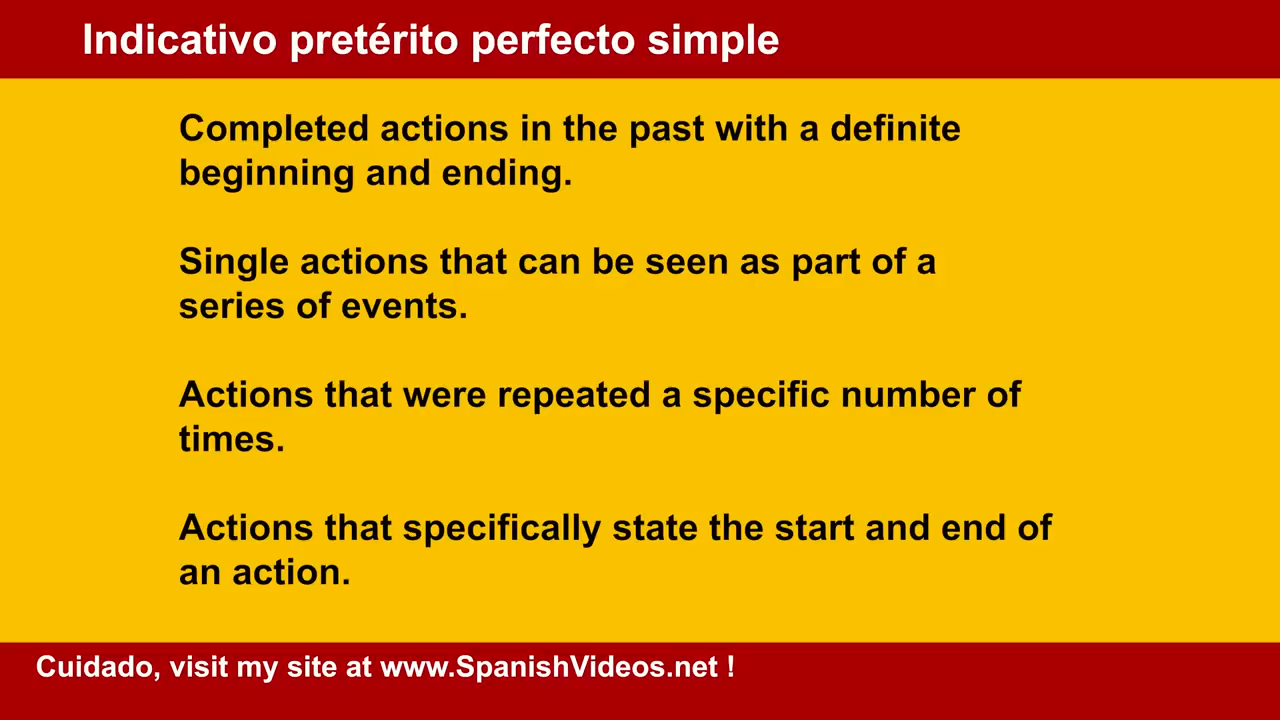 Indicativo pretérito perfecto simple
Completed actions in the past with a definite
beginning and ending.
Single actions that can be seen as part of a
series of events.
Actions that were repeated a specific number of
times.
Actions that specifically state the start and end of
an action.
Cuidado, visit my site at www.SpanishVideos.net !